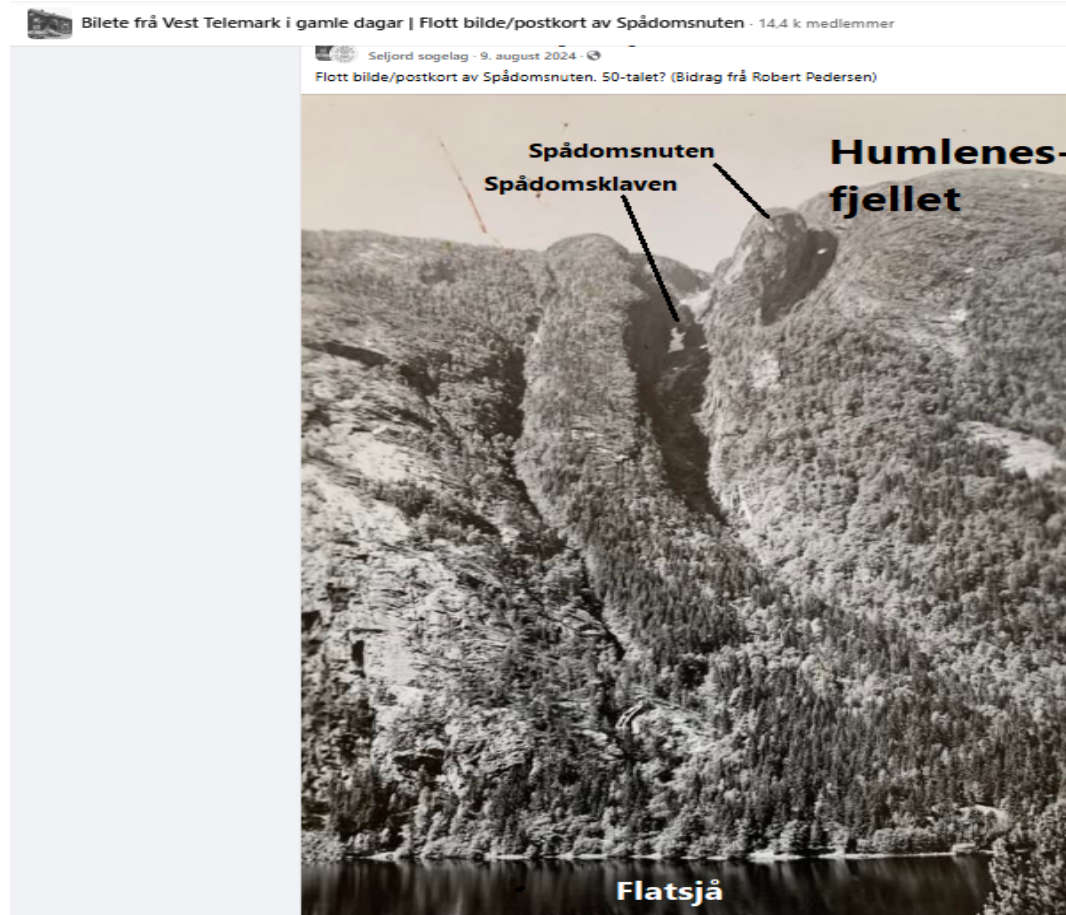 Bilete frå Vest Telemark i gamle dagar | Flott bilde/postkort av Spådomsnuten · 14,4 k medlemmer
Seljord sogelag · 9. august 2024 ·
Flott bilde/postkort av Spådomsnuten. 50-talet? (Bidrag frå Robert Pedersen)
Spådomsnuten
Spådomsklaven
Humlenes-
fjellet
Flatsjå